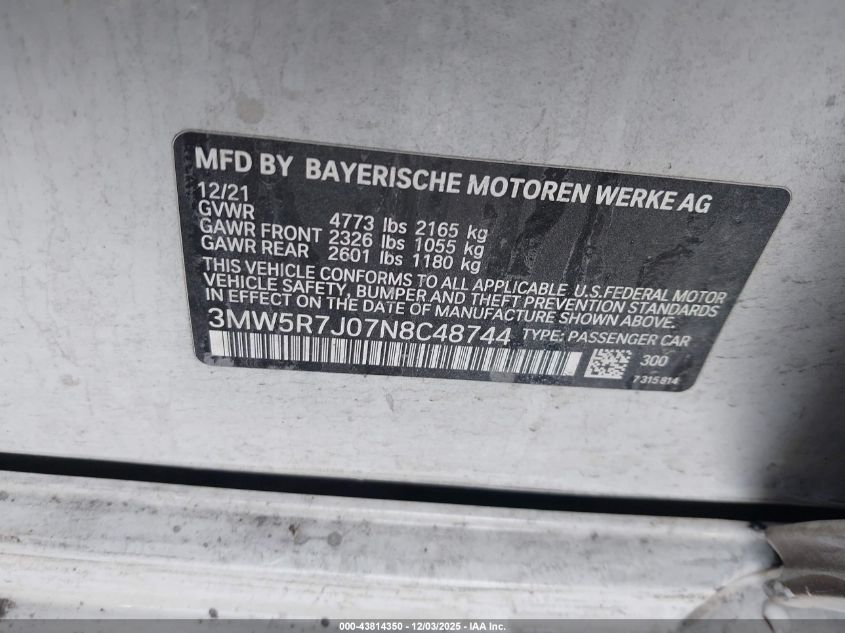 MFD BY BAYERISCHE MOTOREN WERKE AG
12/21
GVWR 4773 lbs 2165 kg
GAWR FRONT 2326 lbs 1055 kg
GAWR REAR 2601 lbs 1180 kg
THIS VEHICLE CONFORMS TO ALL APPLICABLE U.S. FEDERAL MOTOR
VEHICLE SAFETY, BUMPER AND THEFT PREVENTION STANDARDS
IN EFFECT ON THE DATE OF MANUFACTURE SHOWN ABOVE.
3MW5R7J07N8C48744 TYPE: PASSENGER CAR
300
7 315 814
000-43814350 - 12/03/2025 - IAA Inc.